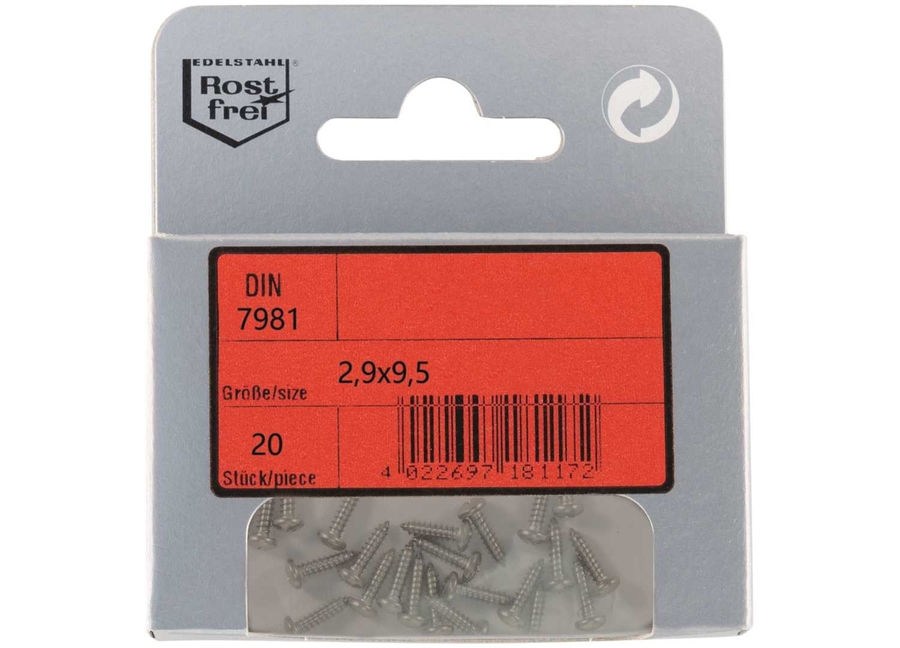 EDELSTAHL®
Rost
frei
DIN
7981
2,9x9,5
Größe/size
20
Stück/piece
4 022697 181172